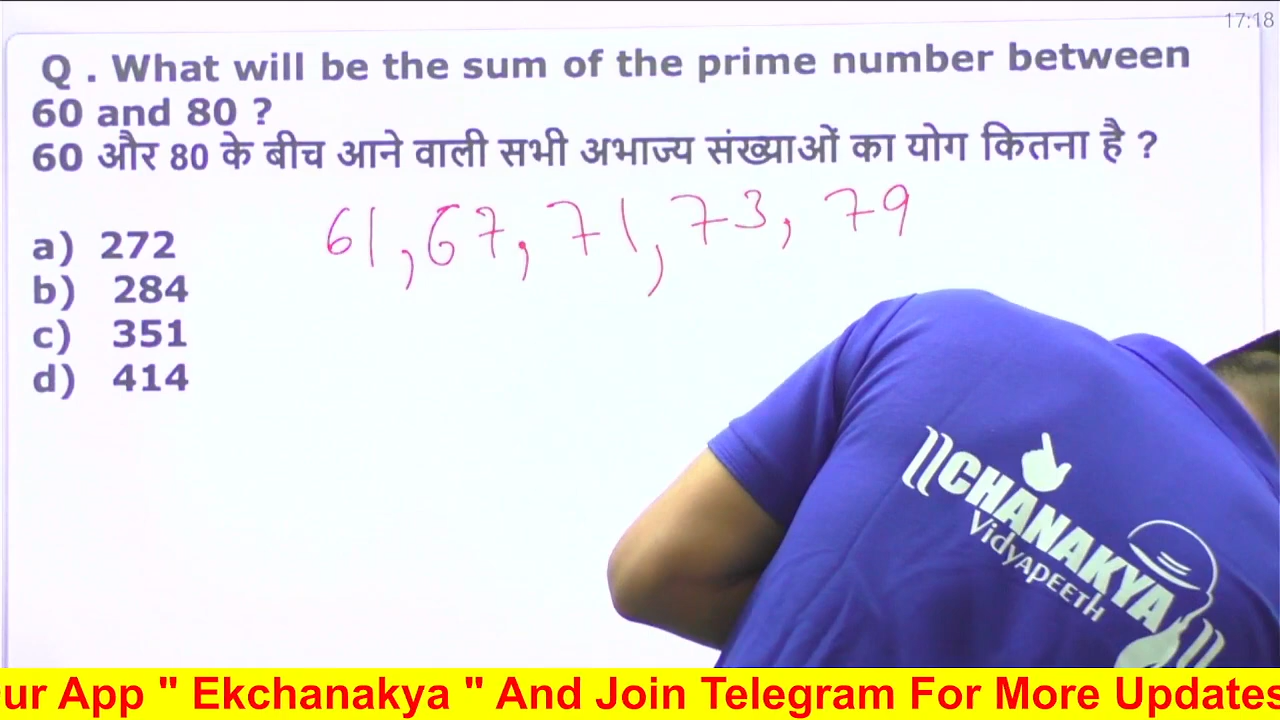 17:18
Q . What will be the sum of the prime number between
60 and 80 ?
60 और 80 के बीच आने वाली सभी अभाज्य संख्याओं का योग कितना है ?
61, 67, 71, 73, 79
a) 272
b) 284
c) 351
d) 414
CHANAKYA
VidyAPEETH
ur App " Ekchanakya " And Join Telegram For More Updates